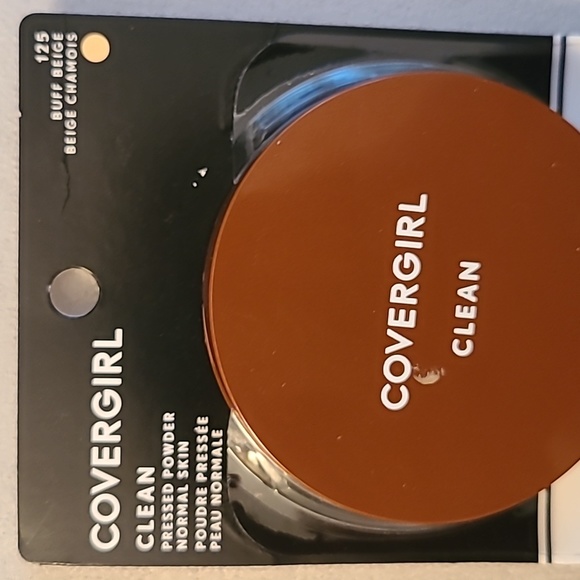 125
BUFF BEIGE
BEIGE CHAMOIS
COVERGIRL
CLEAN
PRESSED POWDER
NORMAL SKIN
POUDRE PRESSÉE
PEAU NORMALE
COVERGIRL
CLEAN